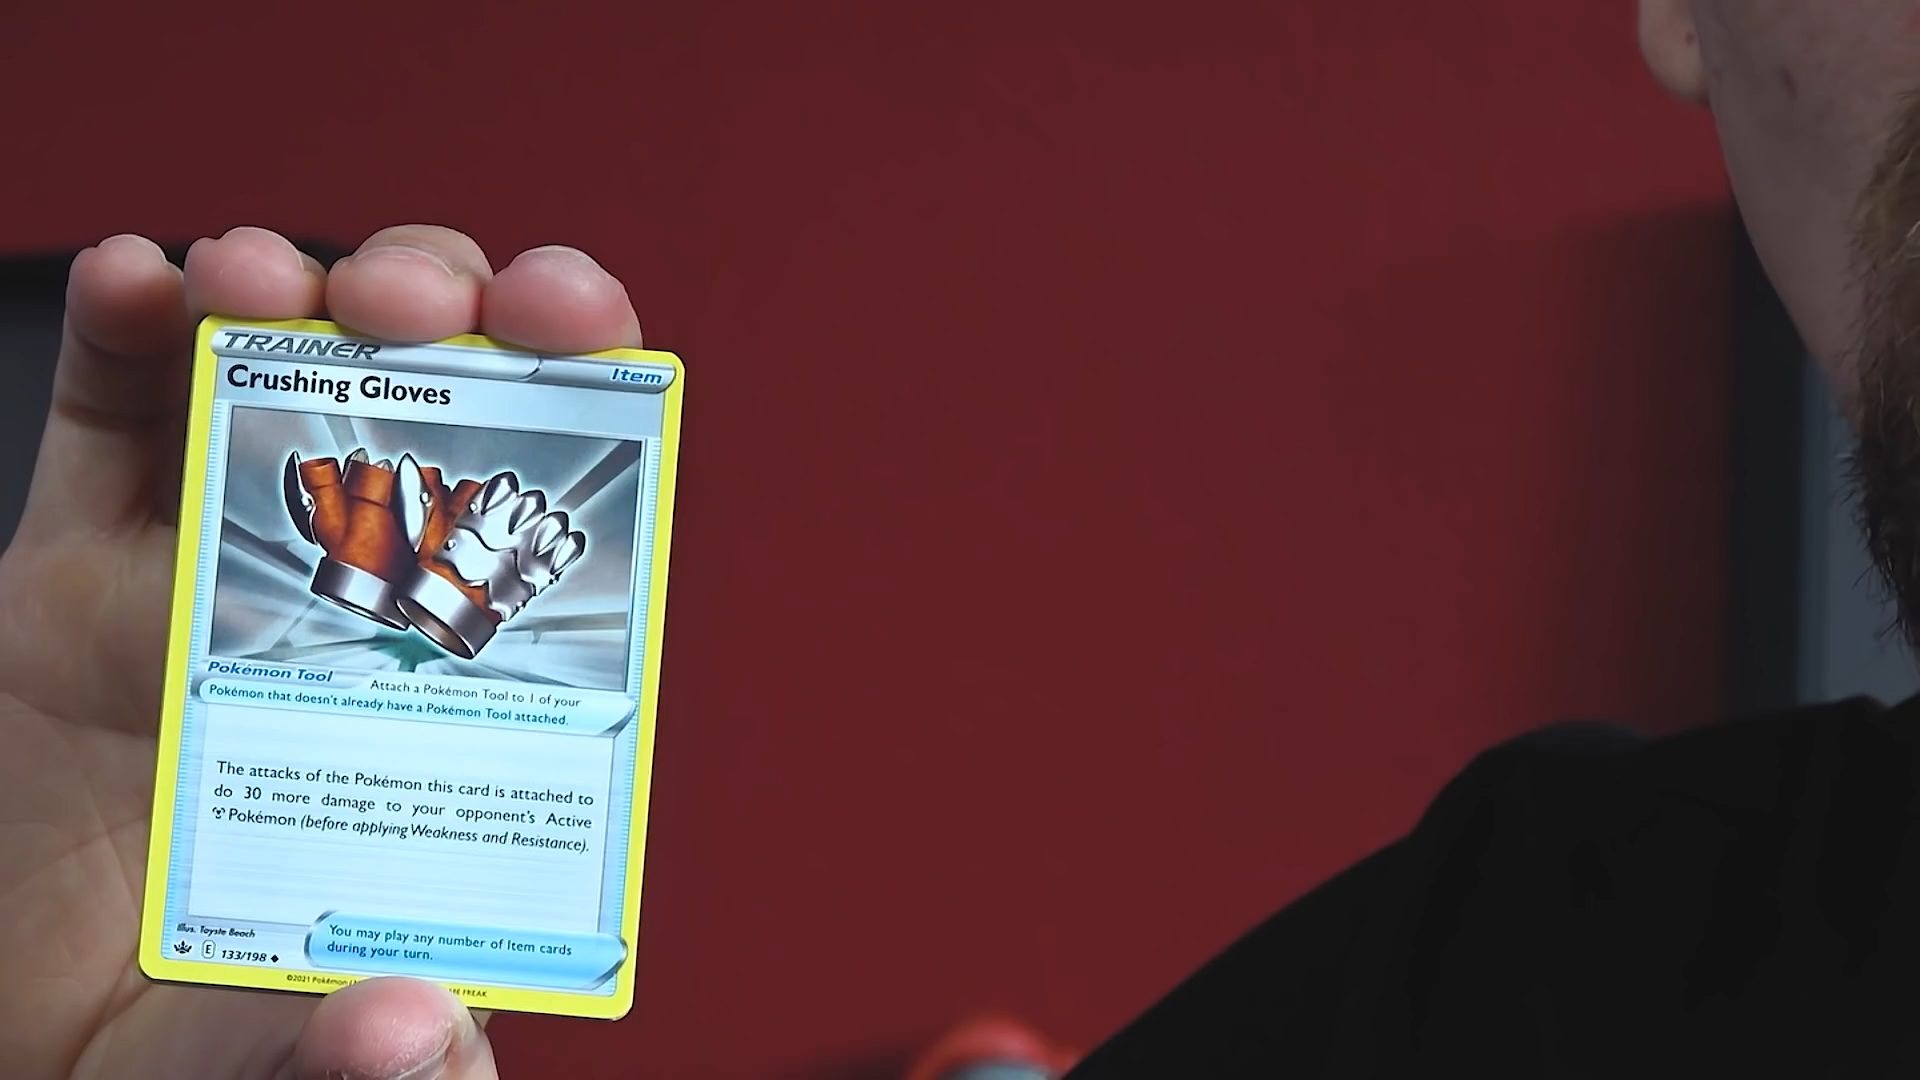 TRAINER
Item
Crushing Gloves
Pokémon Tool
Attach a Pokémon Tool to 1 of your
Pokémon that doesn't already have a Pokémon Tool attached.
The attacks of the Pokémon this card is attached to
do 30 more damage to your opponent's Active
Pokémon (before applying Weakness and Resistance).
Illus. Toyste Beach
E 133/198
You may play any number of Item cards
during your turn.
©2021 Pokémon
FREAK